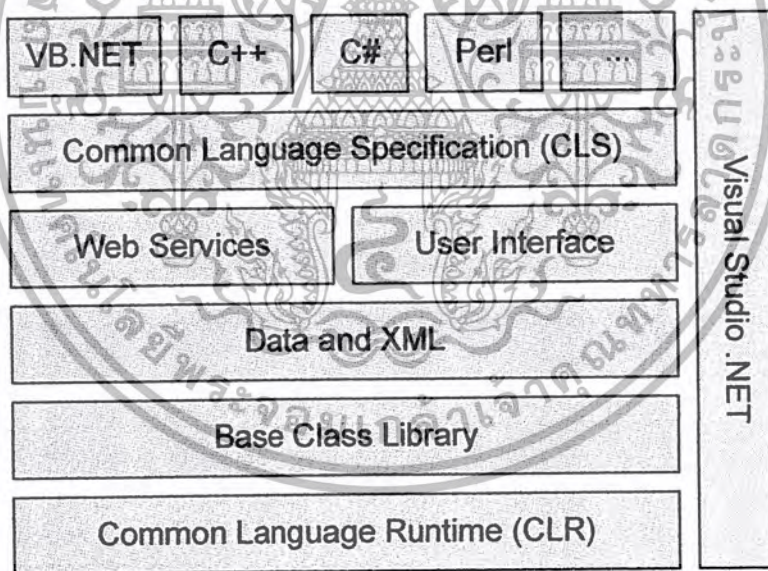 VB.NET C++ C# Perl ...
Common Language Specification (CLS)
Web Services User Interface
Data and XML
Base Class Library
Common Language Runtime (CLR)
Visual Studio .NET